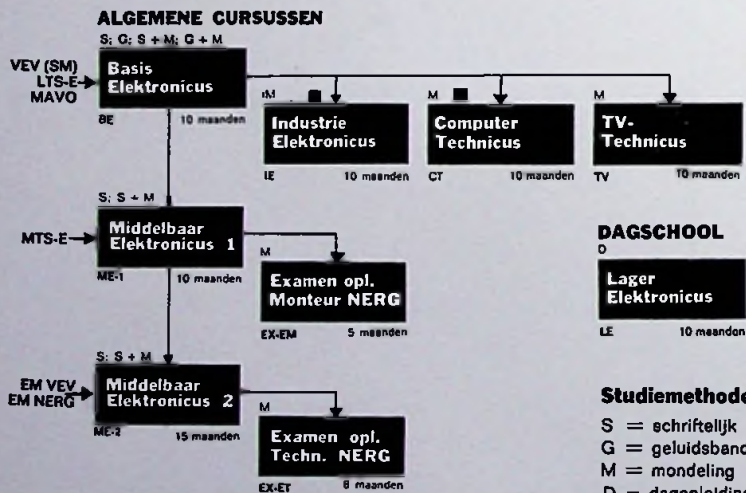 ALGEMENE CURSUSSEN
S; G; S + M; G + M
VEV (SM)
LTS-E
MAVO
Basis
Elektronicus
BE 10 maanden
M
Industrie
Elektronicus
IE 10 maanden
M
Computer
Technicus
CT 10 maanden
M
TV-
Technicus
TV 10 maanden
S; S + M
MTS-E
Middelbaar
Elektronicus 1
ME-1 10 maanden
M
Examen opl.
Monteur NERG
EX-EM 5 maanden
DAGSCHOOL
D
Lager
Elektronicus
LE 10 maanden
S; S + M
EM VEV
EM NERG
Middelbaar
Elektronicus 2
ME-2 15 maanden
M
Examen opl.
Techn. NERG
EX-ET 8 maanden
Studiemethode
S = schriftelijk
G = geluidsband
M = mondeling
D = dagopleiding